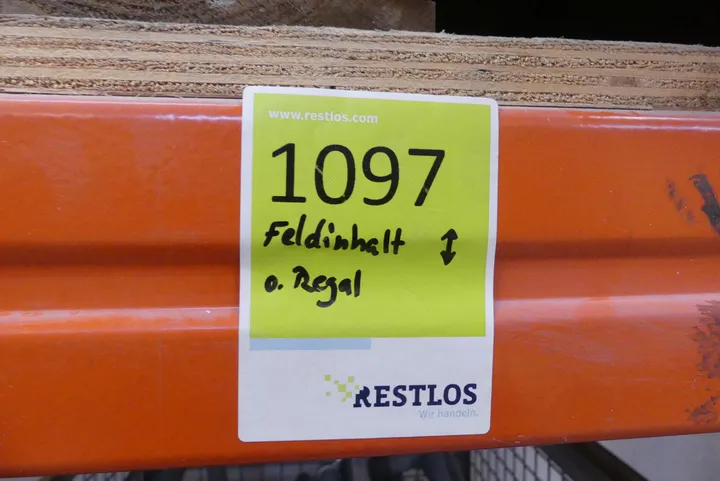 www.restlos.com
1097
Feldinhalt ↕
o. Regal
RESTLOS
Wir handeln.